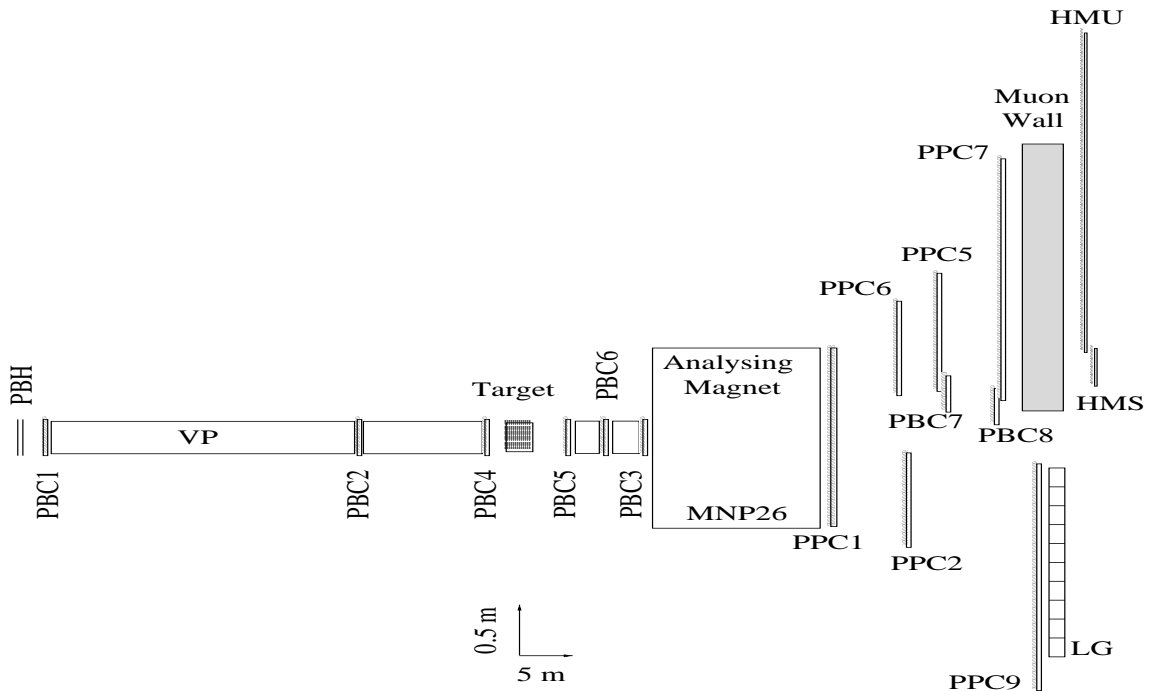 HMU
Muon
Wall
PPC7
PPC5
PPC6
PBH
PBC6
Analysing
Magnet
Target
HMS
PBC7
VP
PBC8
PBC1
PBC2
PBC4
PBC5
PBC3
MNP26
PPC1
PPC2
0.5 m
5 m
LG
PPC9